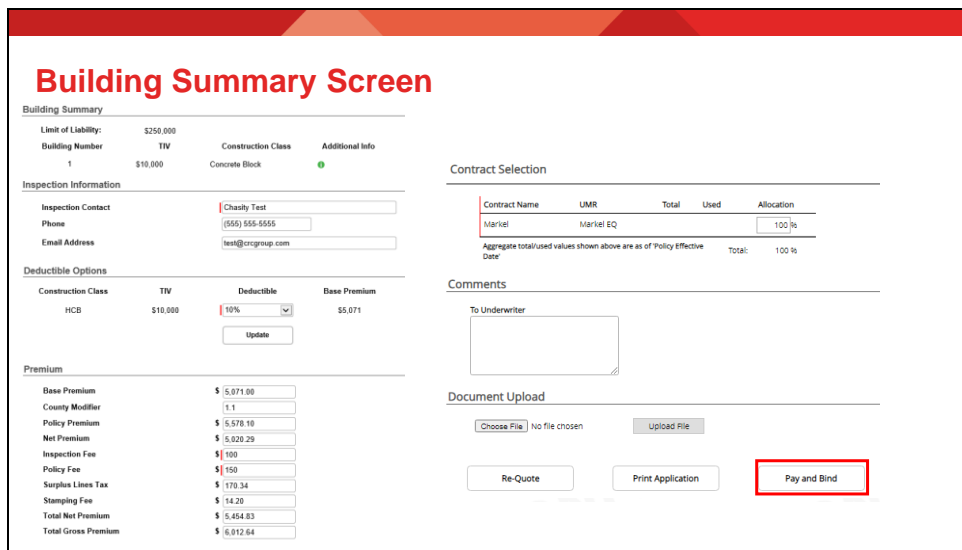 Building Summary Screen
Building Summary
Limit of Liability: $250,000
Building Number TIV Construction Class Additional Info
1 $10,000 Concrete Block
Inspection Information
Inspection Contact Chasity Test
Phone (555) 555-5555
Email Address test@crcgroup.com
Deductible Options
Construction Class TIV Deductible Base Premium
HCB $10,000 10% $5,071
Update
Premium
Base Premium $ 5,071.00
County Modifier 1.1
Policy Premium $ 5,578.10
Net Premium $ 5,020.29
Inspection Fee $ 100
Policy Fee $ 150
Surplus Lines Tax $ 170.34
Stamping Fee $ 14.20
Total Net Premium $ 5,454.83
Total Gross Premium $ 6,012.64
Contract Selection
Contract Name UMR Total Used Allocation
Markel Markel EQ 100 %
Aggregate total/used values shown above are as of 'Policy Effective
Date'
Total: 100 %
Comments
To Underwriter
Document Upload
Choose File No file chosen Upload File
Re-Quote Print Application Pay and Bind